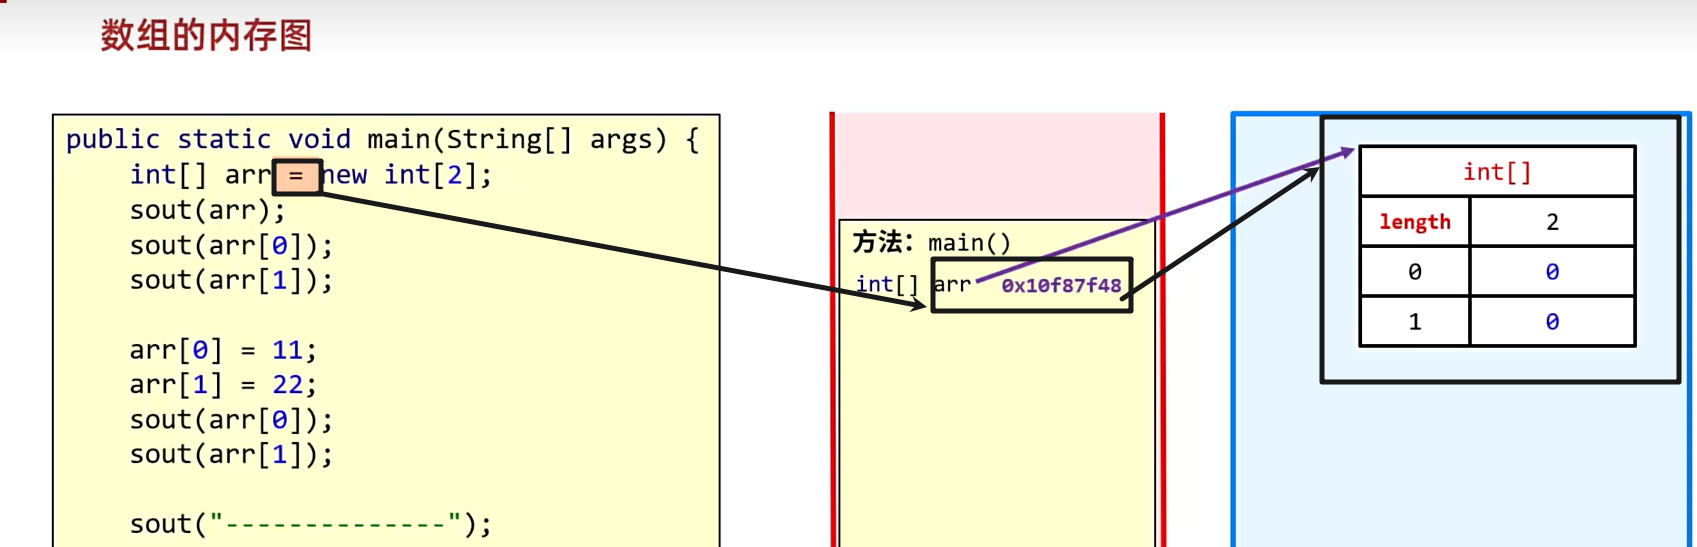 数组的内存图
public static void main(String[] args) {
int[] arr = new int[2];
sout(arr);
sout(arr[0]);
sout(arr[1]);
arr[0] = 11;
arr[1] = 22;
sout(arr[0]);
sout(arr[1]);
sout("--------------");
方法：main()
int[] arr 0x10f87f48
int[]
length 2
0 0
1 0